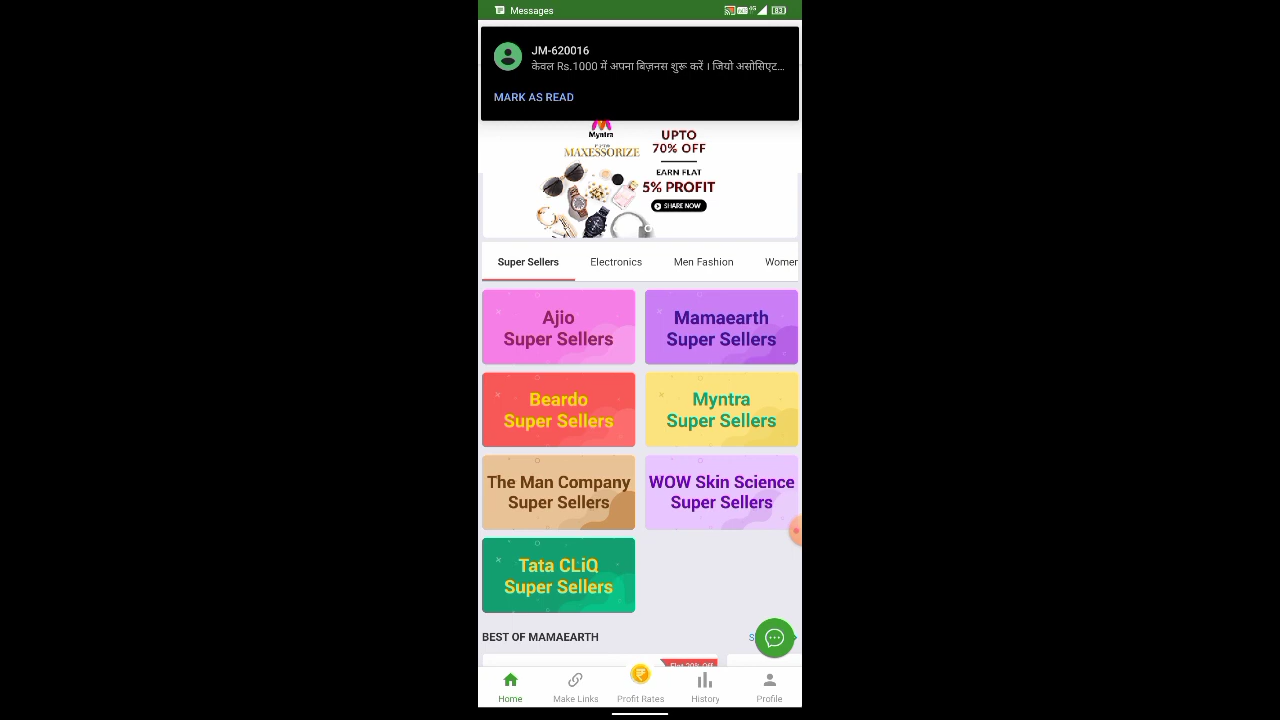 Messages
83
JM-620016
केवल Rs.1000 में अपना बिज़नस शुरू करें । जियो असोसिएट...
MARK AS READ
Myntra
MAXESSORIZE
UPTO
70% OFF
EARN FLAT
5% PROFIT
SHARE NOW
Super Sellers Electronics Men Fashion Women
Ajio
Super Sellers
Mamaearth
Super Sellers
Beardo
Super Sellers
Myntra
Super Sellers
The Man Company
Super Sellers
WOW Skin Science
Super Sellers
Tata CLiQ
Super Sellers
BEST OF MAMAEARTH
Home Make Links Profit Rates History Profile